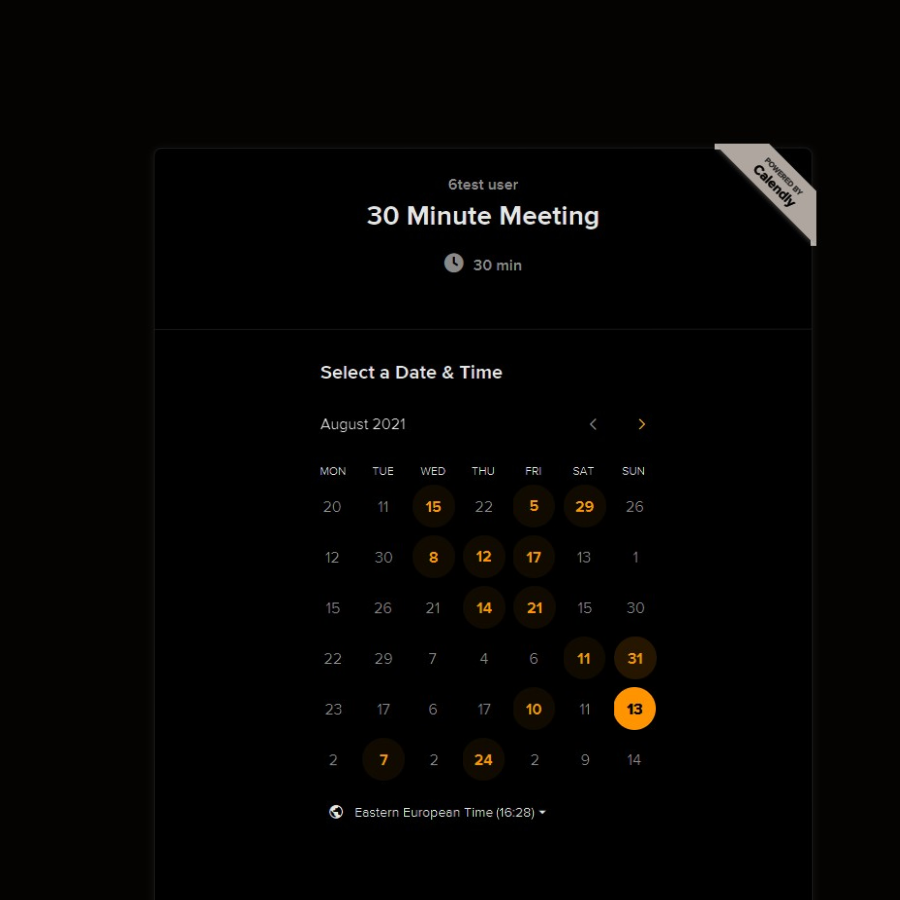 POWERED BY
Calendly
6test user
30 Minute Meeting
30 min
Select a Date & Time
August 2021
MON TUE WED THU FRI SAT SUN
20 11 15 22 5 29 26
12 30 8 12 17 13 1
15 26 21 14 21 15 30
22 29 7 4 6 11 31
23 17 6 17 10 11 13
2 7 2 24 2 9 14
Eastern European Time (16:28)